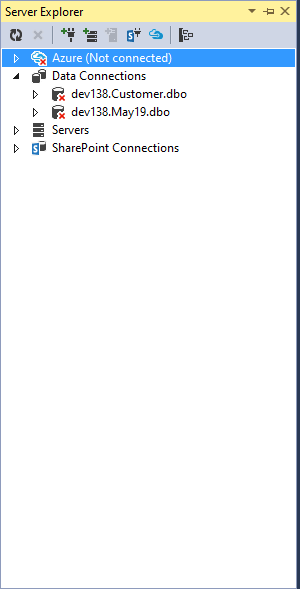 Server Explorer
Azure (Not connected)
Data Connections
dev138.Customer.dbo
dev138.May19.dbo
Servers
SharePoint Connections